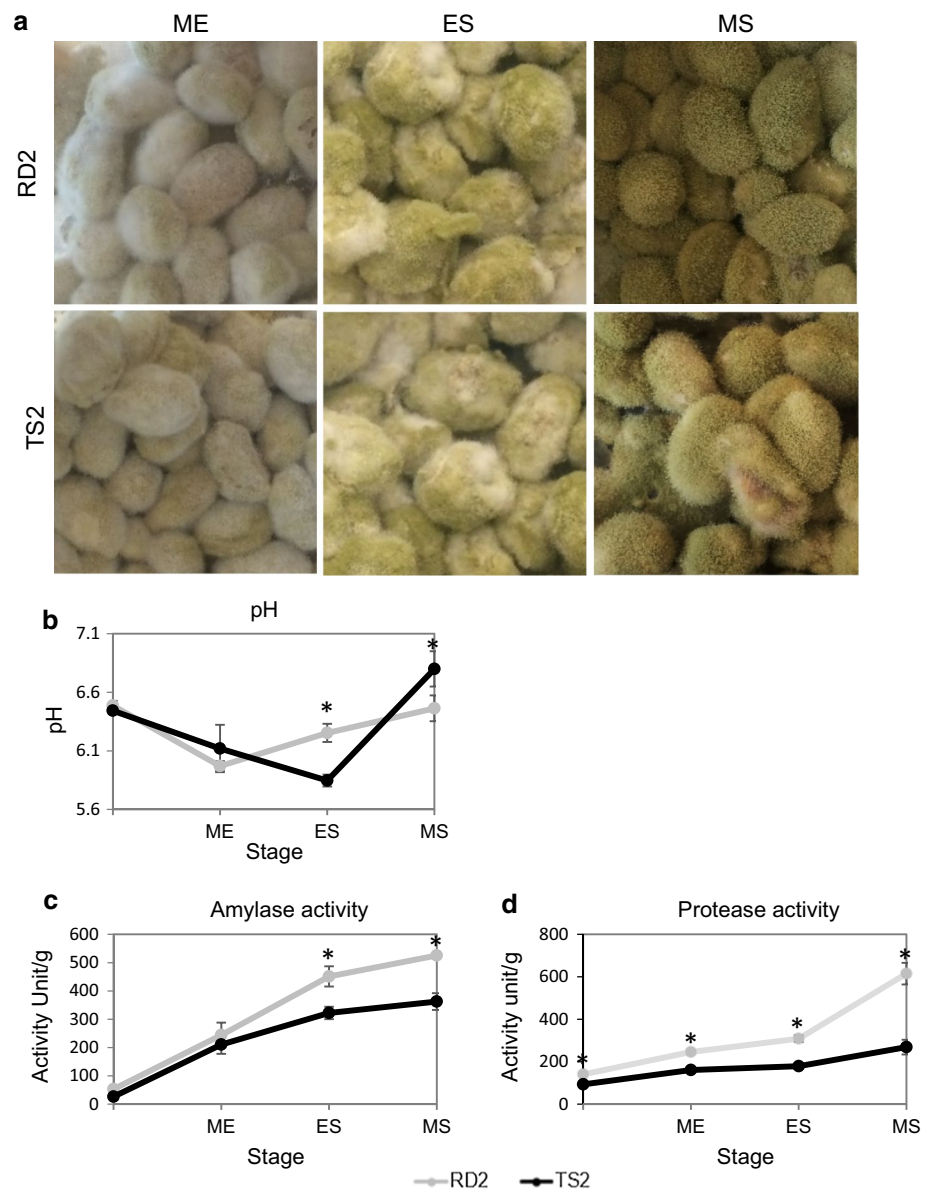 a
ME ES MS
RD2
TS2
b
pH
7.1
6.6
6.1
5.6
pH
*
*
ME ES MS
Stage
c
Amylase activity
600
500
400
300
200
100
0
Activity Unit/g
*
*
ME ES MS
Stage
d
Protease activity
800
600
400
200
0
Activity unit/g
*
*
*
*
ME ES MS
Stage
RD2 TS2